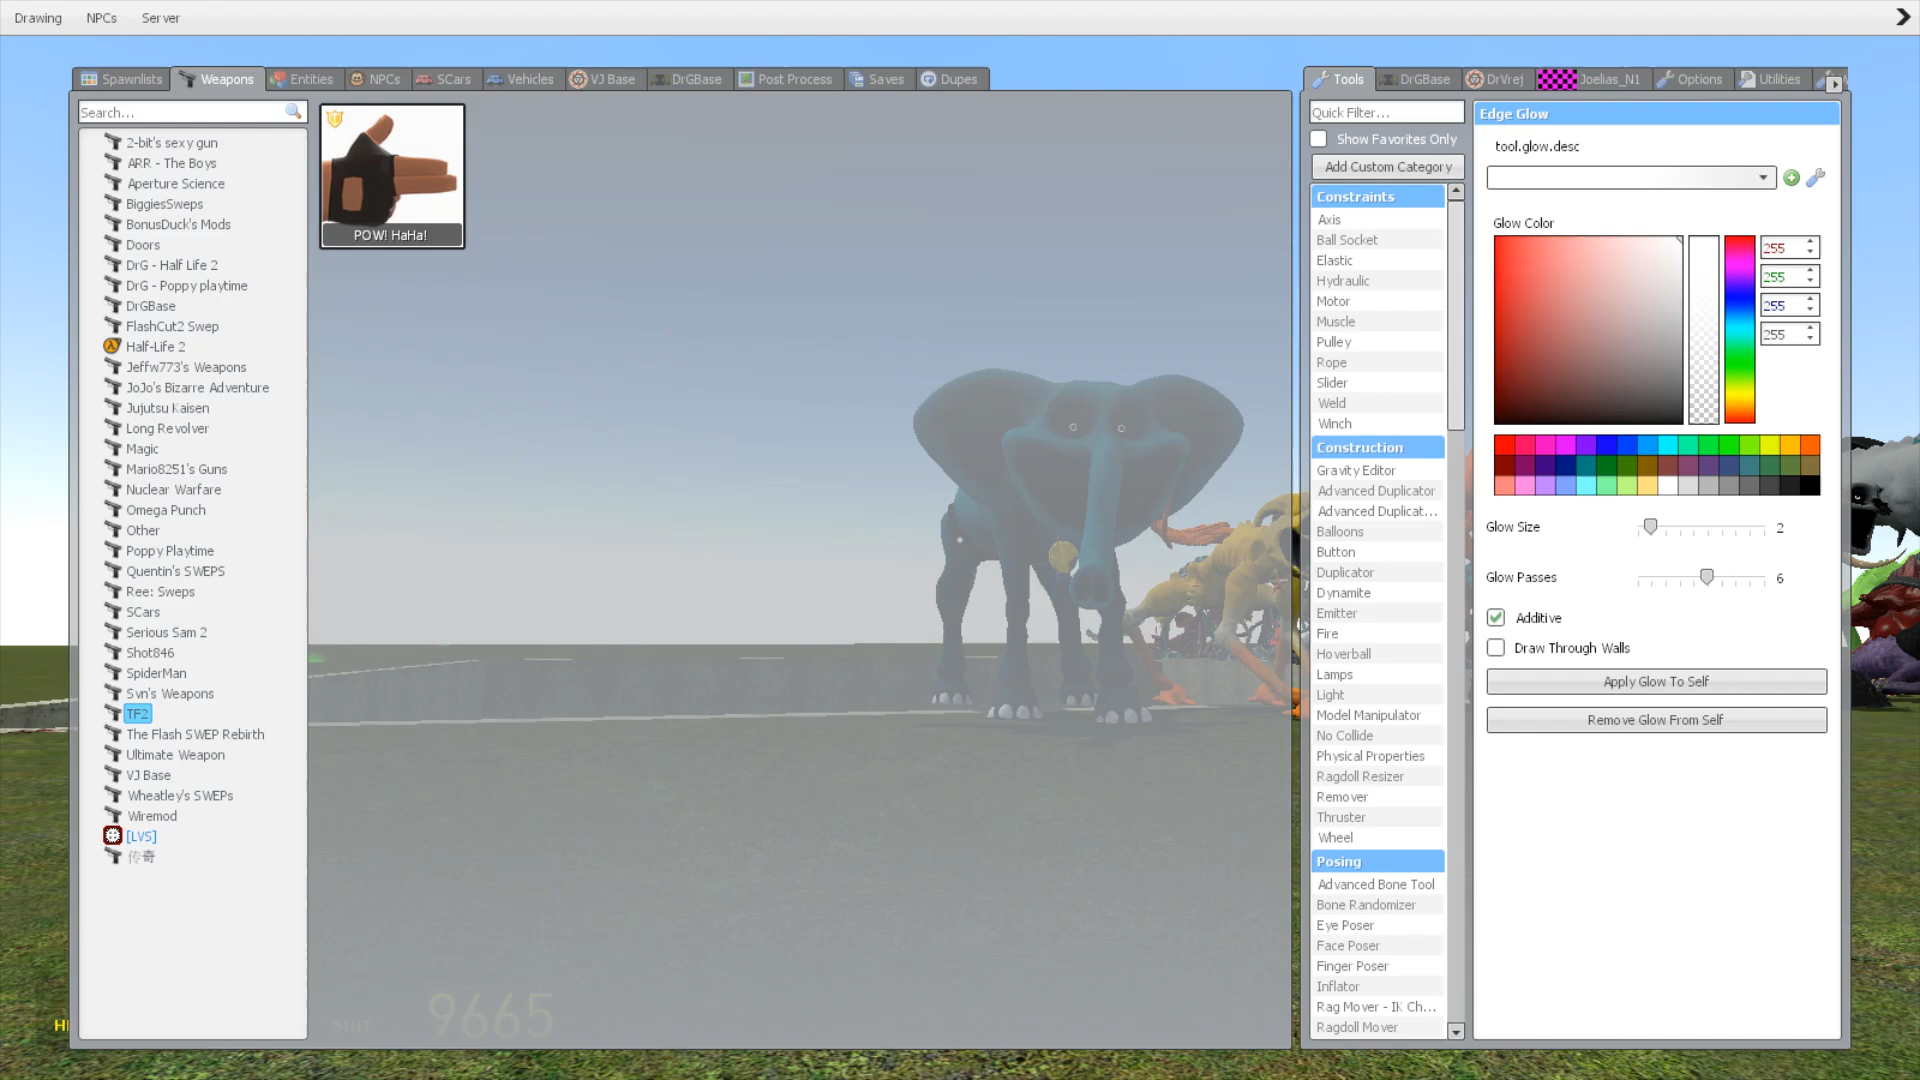 Drawing NPCs Server
Spawnlists Weapons Entities NPCs SCars Vehicles VJ Base DrGBase Post Process Saves Dupes
Search...
2-bit's sexy gun
ARR - The Boys
Aperture Science
BiggiesSweps
BonusDuck's Mods
Doors
DrG - Half Life 2
DrG - Poppy playtime
DrGBase
FlashCut2 Swep
Half-Life 2
Jeffw773's Weapons
JoJo's Bizarre Adventure
Jujutsu Kaisen
Long Revolver
Magic
Mario8251's Guns
Nuclear Warfare
Omega Punch
Other
Poppy Playtime
Quentin's SWEPS
Ree: Sweps
SCars
Serious Sam 2
Shot846
SpiderMan
Svn's Weapons
TF2
The Flash SWEP Rebirth
Ultimate Weapon
VJ Base
Wheatley's SWEPs
Wiremod
[LVS]
传奇
POW! HaHa!
SUIT 9665
Tools DrGBase DrVrej Joelias_N1 Options Utilities
Quick Filter...
Show Favorites Only
Add Custom Category
Constraints
Axis
Ball Socket
Elastic
Hydraulic
Motor
Muscle
Pulley
Rope
Slider
Weld
Winch
Construction
Gravity Editor
Advanced Duplicator
Advanced Duplicat...
Balloons
Button
Duplicator
Dynamite
Emitter
Fire
Hoverball
Lamps
Light
Model Manipulator
No Collide
Physical Properties
Ragdoll Resizer
Remover
Thruster
Wheel
Posing
Advanced Bone Tool
Bone Randomizer
Eye Poser
Face Poser
Finger Poser
Inflator
Rag Mover - IK Ch...
Ragdoll Mover
Edge Glow
tool.glow.desc
Glow Color
255
255
255
255
Glow Size 2
Glow Passes 6
Additive
Draw Through Walls
Apply Glow To Self
Remove Glow From Self